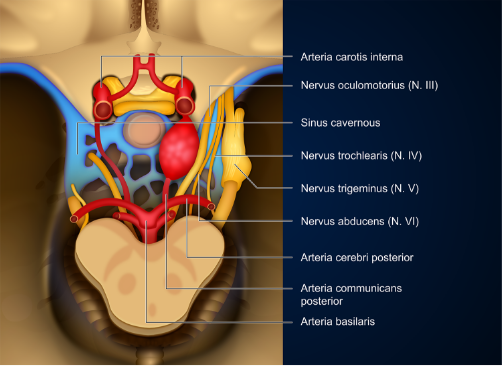 Arteria carotis interna
Nervus oculomotorius (N. III)
Sinus cavernous
Nervus trochlearis (N. IV)
Nervus trigeminus (N. V)
Nervus abducens (N. VI)
Arteria cerebri posterior
Arteria communicans
posterior
Arteria basilaris